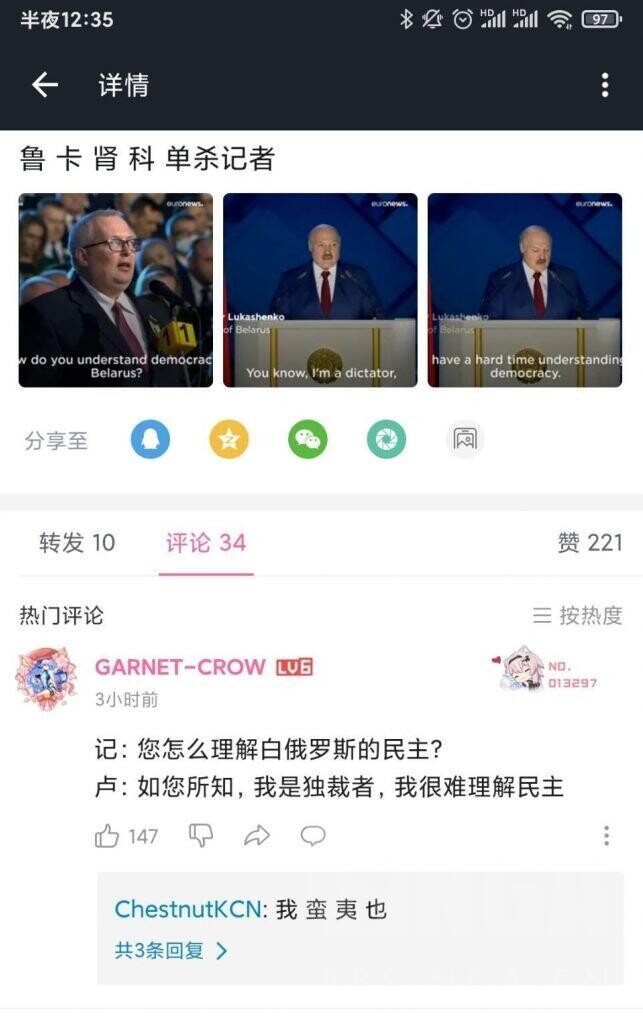 半夜12:35
HD HD 97
详情
鲁 卡 肾 科 单杀记者
euronews.
w do you understand democrac
Belarus?
euronews.
Lukashenko
of Belarus
You know, I'm a dictator,
euronews.
Lukashenko
of Belarus
have a hard time understanding
democracy.
分享至
转发 10 评论 34 赞 221
热门评论 按热度
GARNET-CROW LV6
NO.
013297
3小时前
记: 您怎么理解白俄罗斯的民主?
卢: 如您所知, 我是独裁者, 我很难理解民主
147
ChestnutKCN: 我 蛮 夷 也
共3条回复